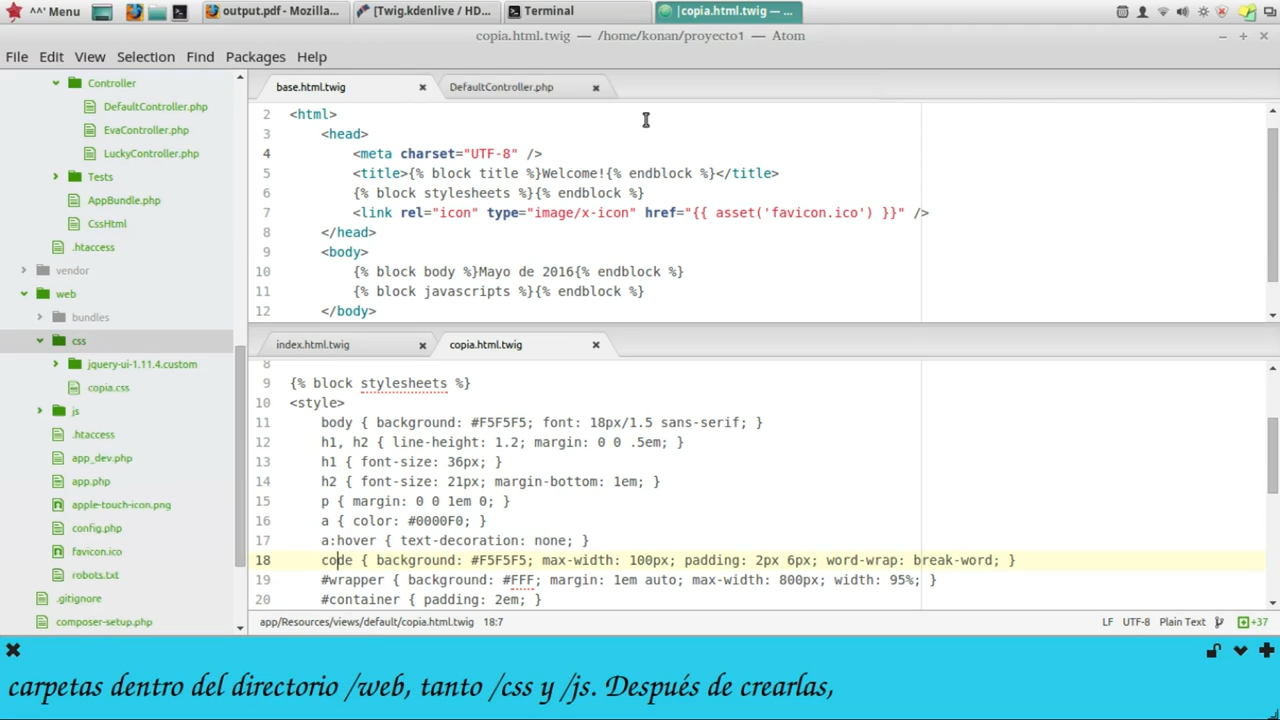 ^^' Menu
output.pdf - Mozilla...
[Twig.kdenlive / HD...
Terminal
copia.html.twig — ...
copia.html.twig — /home/konan/proyecto1 — Atom
File Edit View Selection Find Packages Help
Controller
DefaultController.php
EvaController.php
LuckyController.php
Tests
AppBundle.php
CssHtml
.htaccess
vendor
web
bundles
css
jquery-ui-1.11.4.custom
copia.css
js
.htaccess
app_dev.php
app.php
apple-touch-icon.png
config.php
favicon.ico
robots.txt
.gitignore
composer-setup.php
base.html.twig
DefaultController.php
2 <html>
3 <head>
4 <meta charset="UTF-8" />
5 <title>{% block title %}Welcome!{% endblock %}</title>
6 {% block stylesheets %}{% endblock %}
7 <link rel="icon" type="image/x-icon" href="{{ asset('favicon.ico') }}" />
8 </head>
9 <body>
10 {% block body %}Mayo de 2016{% endblock %}
11 {% block javascripts %}{% endblock %}
12 </body>
index.html.twig
copia.html.twig
8
9 {% block stylesheets %}
10 <style>
11 body { background: #F5F5F5; font: 18px/1.5 sans-serif; }
12 h1, h2 { line-height: 1.2; margin: 0 0 .5em; }
13 h1 { font-size: 36px; }
14 h2 { font-size: 21px; margin-bottom: 1em; }
15 p { margin: 0 0 1em 0; }
16 a { color: #0000F0; }
17 a:hover { text-decoration: none; }
18 code { background: #F5F5F5; max-width: 100px; padding: 2px 6px; word-wrap: break-word; }
19 #wrapper { background: #FFF; margin: 1em auto; max-width: 800px; width: 95%; }
20 #container { padding: 2em; }
app/Resources/views/default/copia.html.twig 18:7
LF UTF-8 Plain Text +37
carpetas dentro del directorio /web, tanto /css y /js. Después de crearlas,